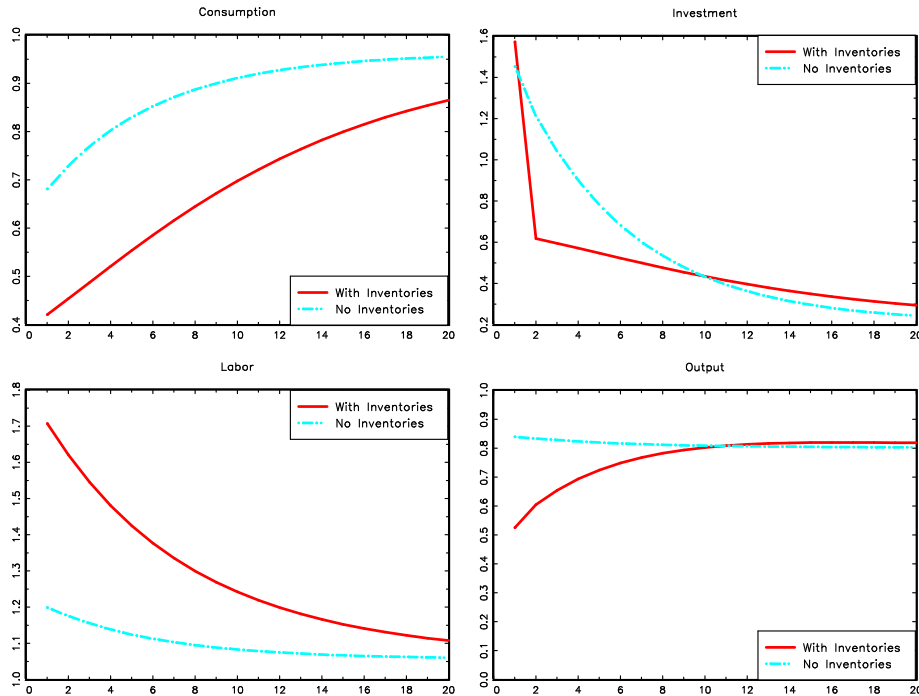 Consumption
1.0
0.9
0.8
0.7
0.6
0.5
0.4
With Inventories
No Inventories
0 2 4 6 8 10 12 14 16 18 20
Investment
1.6
1.4
1.2
1.0
0.8
0.6
0.4
0.2
With Inventories
No Inventories
0 2 4 6 8 10 12 14 16 18 20
Labor
1.8
1.7
1.6
1.5
1.4
1.3
1.2
1.1
1.0
With Inventories
No Inventories
0 2 4 6 8 10 12 14 16 18 20
Output
1.0
0.9
0.8
0.7
0.6
0.5
0.4
0.3
0.2
0.1
0.0
With Inventories
No Inventories
0 2 4 6 8 10 12 14 16 18 20